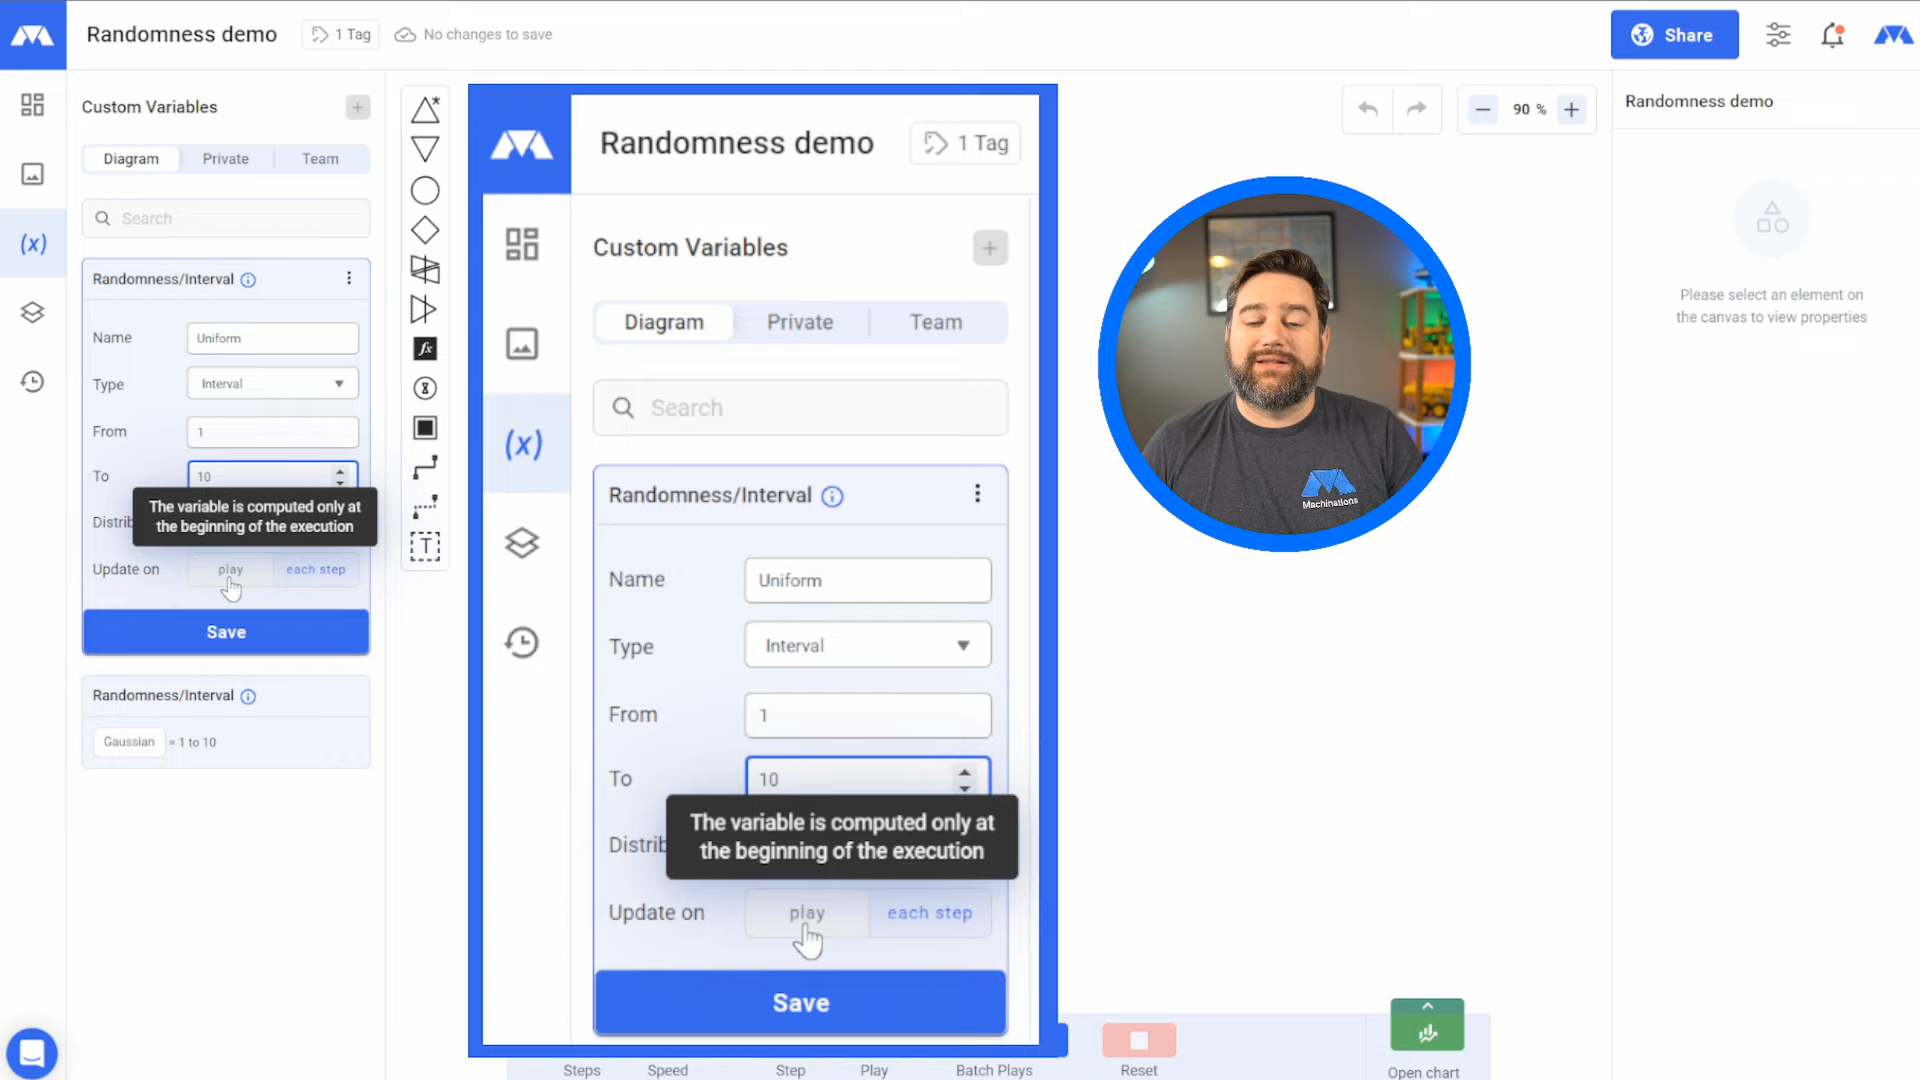 Randomness demo
1 Tag
No changes to save
Share
Custom Variables
Diagram
Private
Team
Search
Randomness/Interval
Name
Uniform
Type
Interval
From
1
To
10
The variable is computed only at
the beginning of the execution
Distrib
Update on
play
each step
Save
Randomness/Interval
Gaussian
= 1 to 10
fx
T
(x)
Randomness demo
1 Tag
Custom Variables
Diagram
Private
Team
Search
(x)
Randomness/Interval
Name
Uniform
Type
Interval
From
1
To
10
The variable is computed only at
the beginning of the execution
Distrib
Update on
play
each step
Save
Machinations
90 %
Randomness demo
Please select an element on
the canvas to view properties
Steps
Speed
Step
Play
Batch Plays
Reset
Open chart